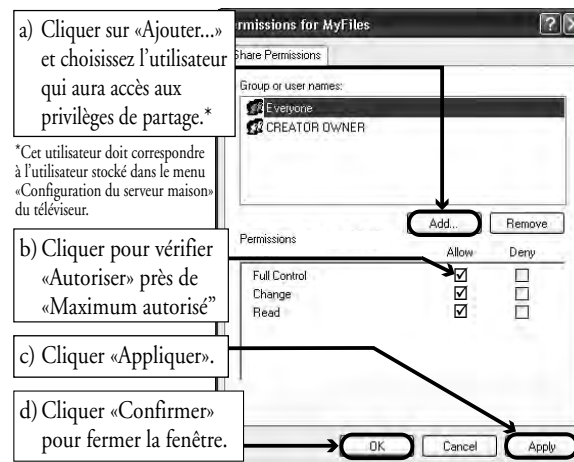 a) Cliquer sur «Ajouter...»
et choisissez l’utilisateur
qui aura accès aux
privilèges de partage.*
*Cet utilisateur doit correspondre
à l’utilisateur stocké dans le menu
«Configuration du serveur maison»
du téléviseur.
b) Cliquer pour vérifier
«Autoriser» près de
«Maximum autorisé”
c) Cliquer «Appliquer».
d) Cliquer «Confirmer»
pour fermer la fenêtre.
ermissions for MyFiles
hare Permissions
Group or user names:
Everyone
CREATOR OWNER
Add...
Remove
Permissions
Allow
Deny
Full Control
Change
Read
OK
Cancel
Apply